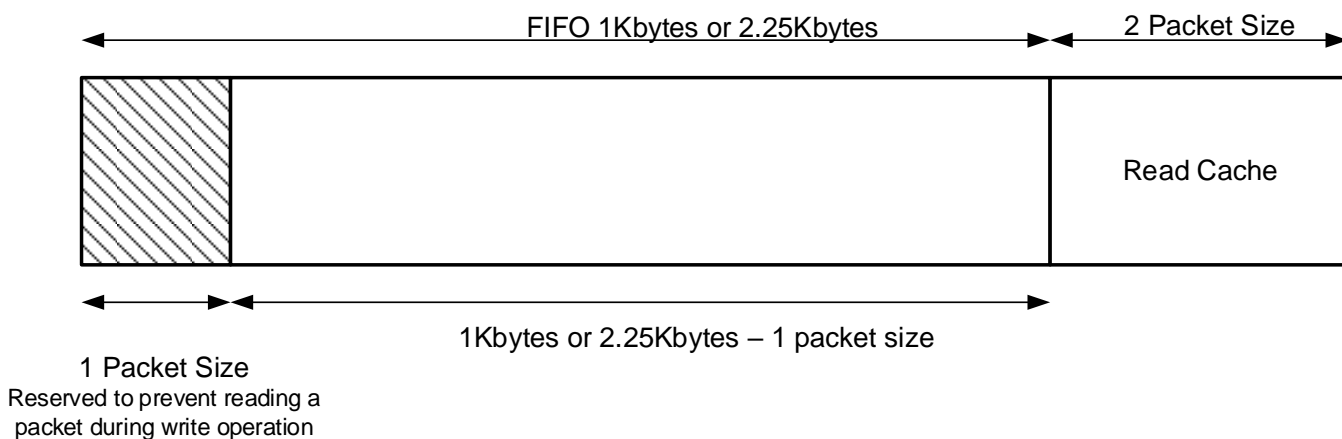 FIFO 1Kbytes or 2.25Kbytes
2 Packet Size
Read Cache
1Kbytes or 2.25Kbytes – 1 packet size
1 Packet Size
Reserved to prevent reading a
packet during write operation